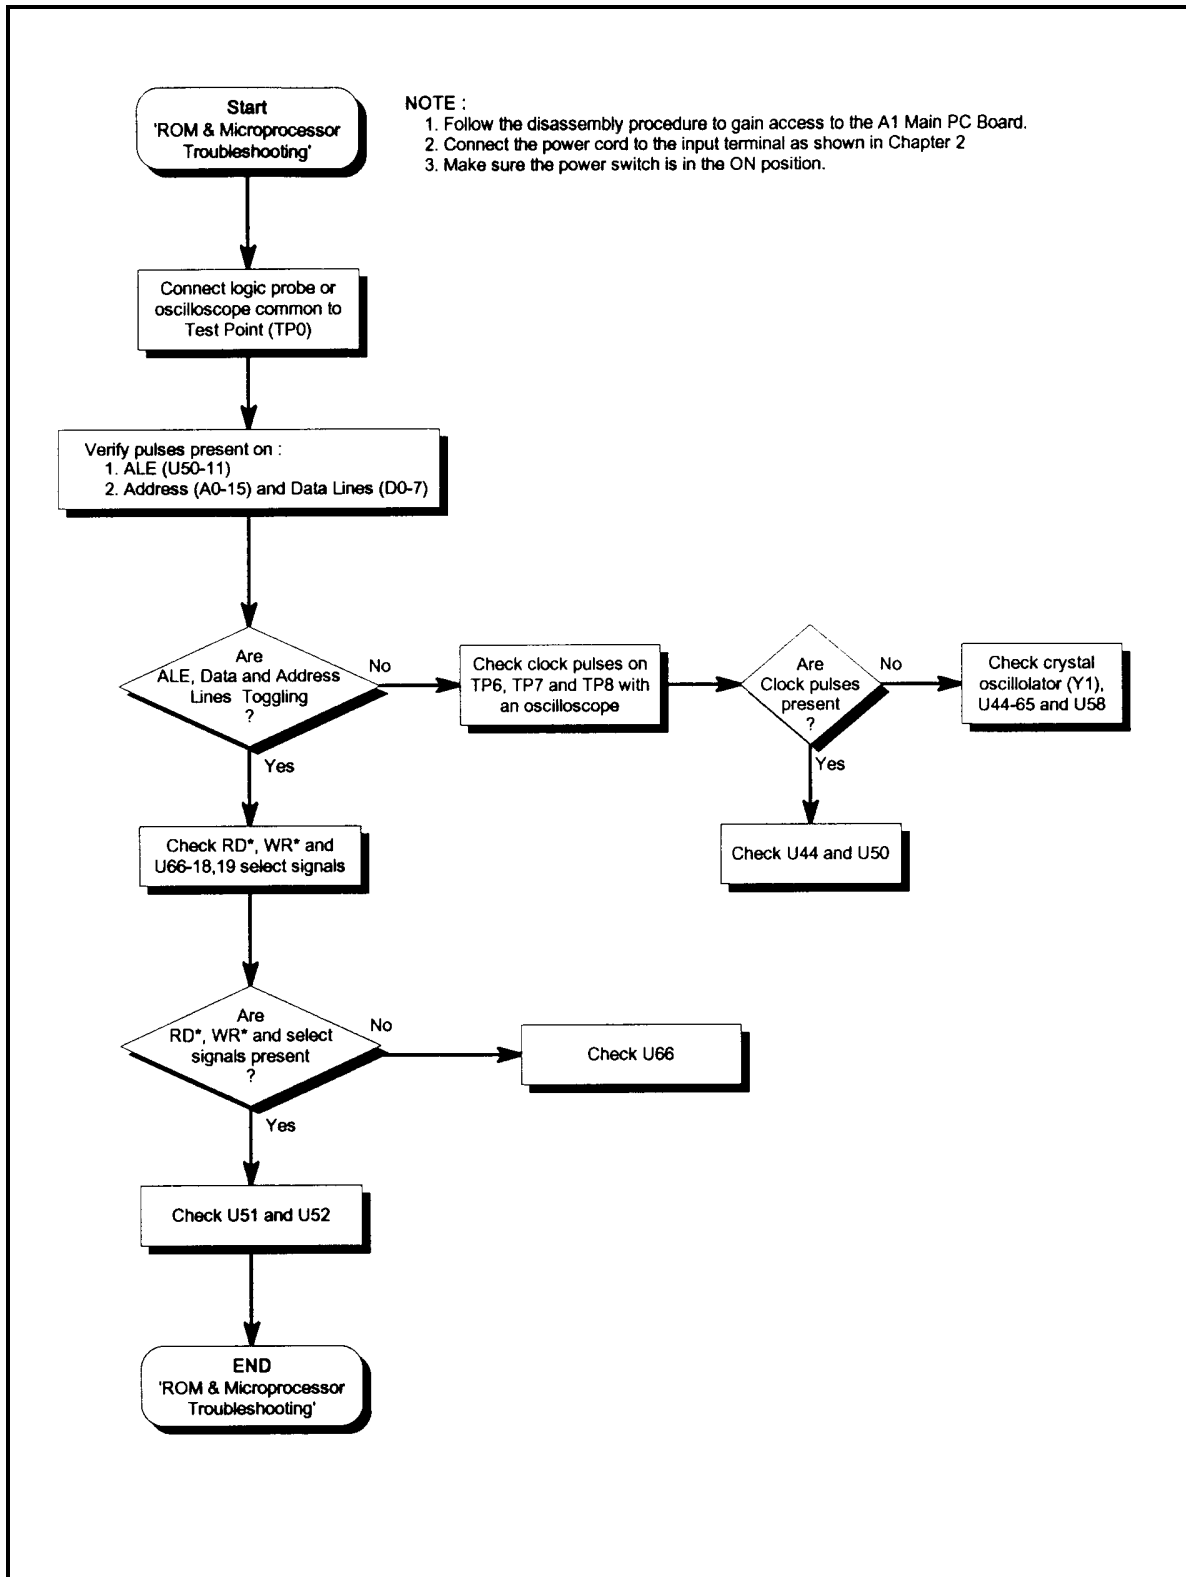 Start
'ROM & Microprocessor
Troubleshooting'
NOTE :
1. Follow the disassembly procedure to gain access to the A1 Main PC Board.
2. Connect the power cord to the input terminal as shown in Chapter 2
3. Make sure the power switch is in the ON position.
Connect logic probe or
oscilloscope common to
Test Point (TP0)
Verify pulses present on :
1. ALE (U50-11)
2. Address (A0-15) and Data Lines (D0-7)
Are
ALE, Data and Address
Lines Toggling
?
No
Check clock pulses on
TP6, TP7 and TP8 with
an oscilloscope
Are
Clock pulses
present
?
No
Check crystal
oscillolator (Y1),
U44-65 and U58
Yes
Yes
Check U44 and U50
Check RD*, WR* and
U66-18,19 select signals
Are
RD*, WR* and select
signals present
?
No
Check U66
Yes
Check U51 and U52
END
'ROM & Microprocessor
Troubleshooting'